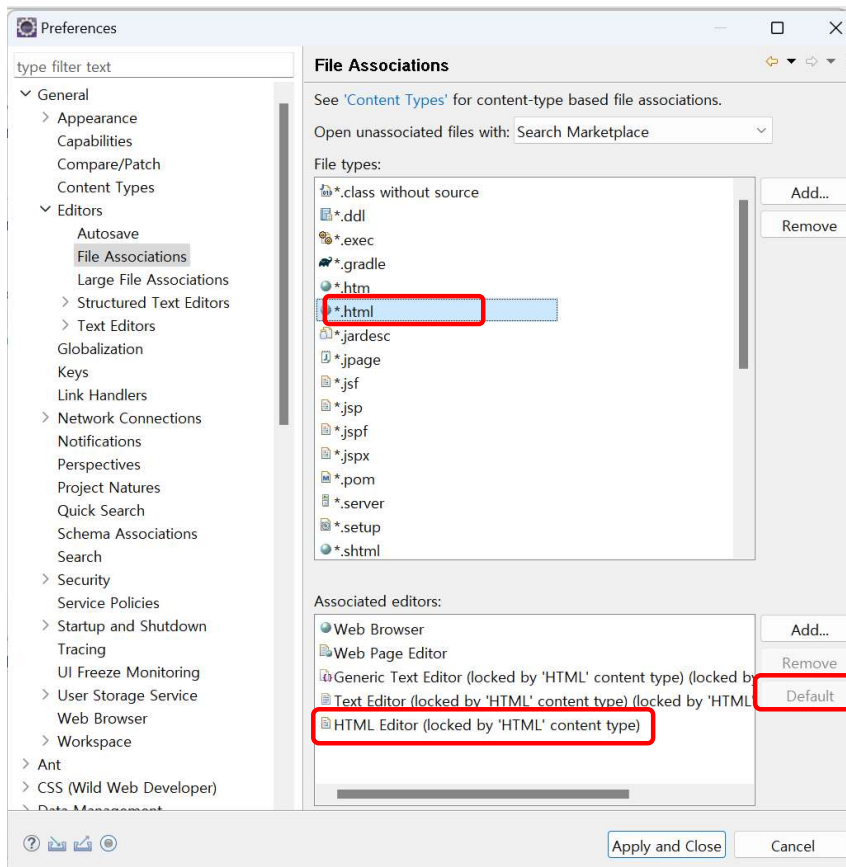 Preferences
type filter text
General
Appearance
Capabilities
Compare/Patch
Content Types
Editors
Autosave
File Associations
Large File Associations
Structured Text Editors
Text Editors
Globalization
Keys
Link Handlers
Network Connections
Notifications
Perspectives
Project Natures
Quick Search
Schema Associations
Search
Security
Service Policies
Startup and Shutdown
Tracing
UI Freeze Monitoring
User Storage Service
Web Browser
Workspace
Ant
CSS (Wild Web Developer)
Data Management
File Associations
See 'Content Types' for content-type based file associations.
Open unassociated files with: Search Marketplace
File types:
*.class without source
*.ddl
*.exec
*.gradle
*.htm
*.html
*.jardesc
*.jpage
*.jsf
*.jsp
*.jspf
*.jspx
*.pom
*.server
*.setup
*.shtml
Add...
Remove
Associated editors:
Web Browser
Web Page Editor
Generic Text Editor (locked by 'HTML' content type) (locked by
Text Editor (locked by 'HTML' content type) (locked by 'HTML'
HTML Editor (locked by 'HTML' content type)
Add...
Remove
Default
Apply and Close
Cancel